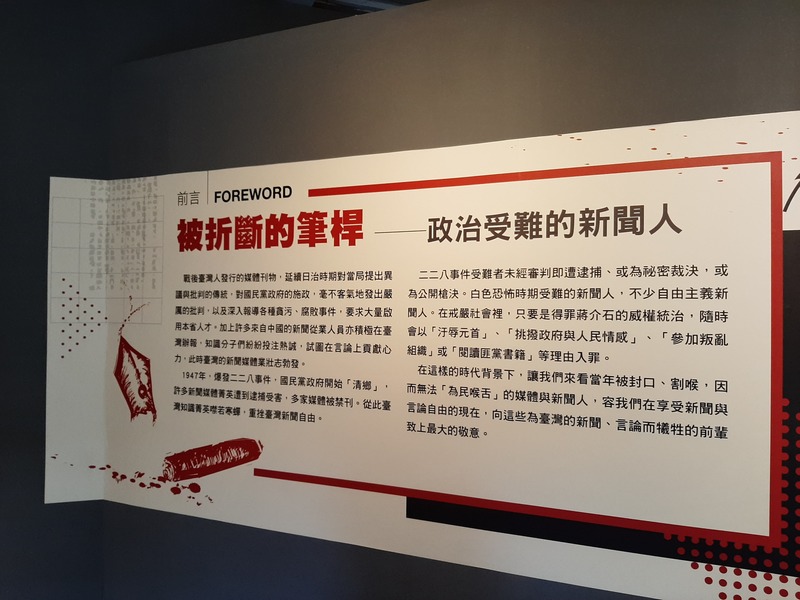 前言 FOREWORD
被折斷的筆桿——政治受難的新聞人
戰後臺灣人發行的媒體刊物，延續日治時期對當局提出異
議與批判的傳統，對國民黨政府的施政，毫不客氣地發出嚴
厲的批判，以及深入報導各種貪污、腐敗事件，要求大量啟
用本省人才。加上許多來自中國的新聞從業人員亦積極在臺
灣辦報，知識分子們紛紛投注熱誠，試圖在言論上貢獻心
力，此時臺灣的新聞媒體業壯志勃發。
1947年，爆發二二八事件，國民黨政府開始「清鄉」，
許多新聞媒體菁英遭到逮捕受害，多家媒體被禁刊。從此臺
灣知識菁英噤若寒蟬，重挫臺灣新聞自由。
二二八事件受難者未經審判即遭逮捕、或為祕密裁決，或
為公開槍決。白色恐怖時期受難的新聞人，不少自由主義新
聞人。在戒嚴社會裡，只要是得罪蔣介石的威權統治，隨時
會以「汙辱元首」、「挑撥政府與人民情感」、「參加叛亂
組織」或「閱讀匪黨書籍」等理由入罪。
在這樣的時代背景下，讓我們來看當年被封口、割喉，因
而無法「為民喉舌」的媒體與新聞人，容我們在享受新聞與
言論自由的現在，向這些為臺灣的新聞、言論而犧牲的前輩
致上最大的敬意。